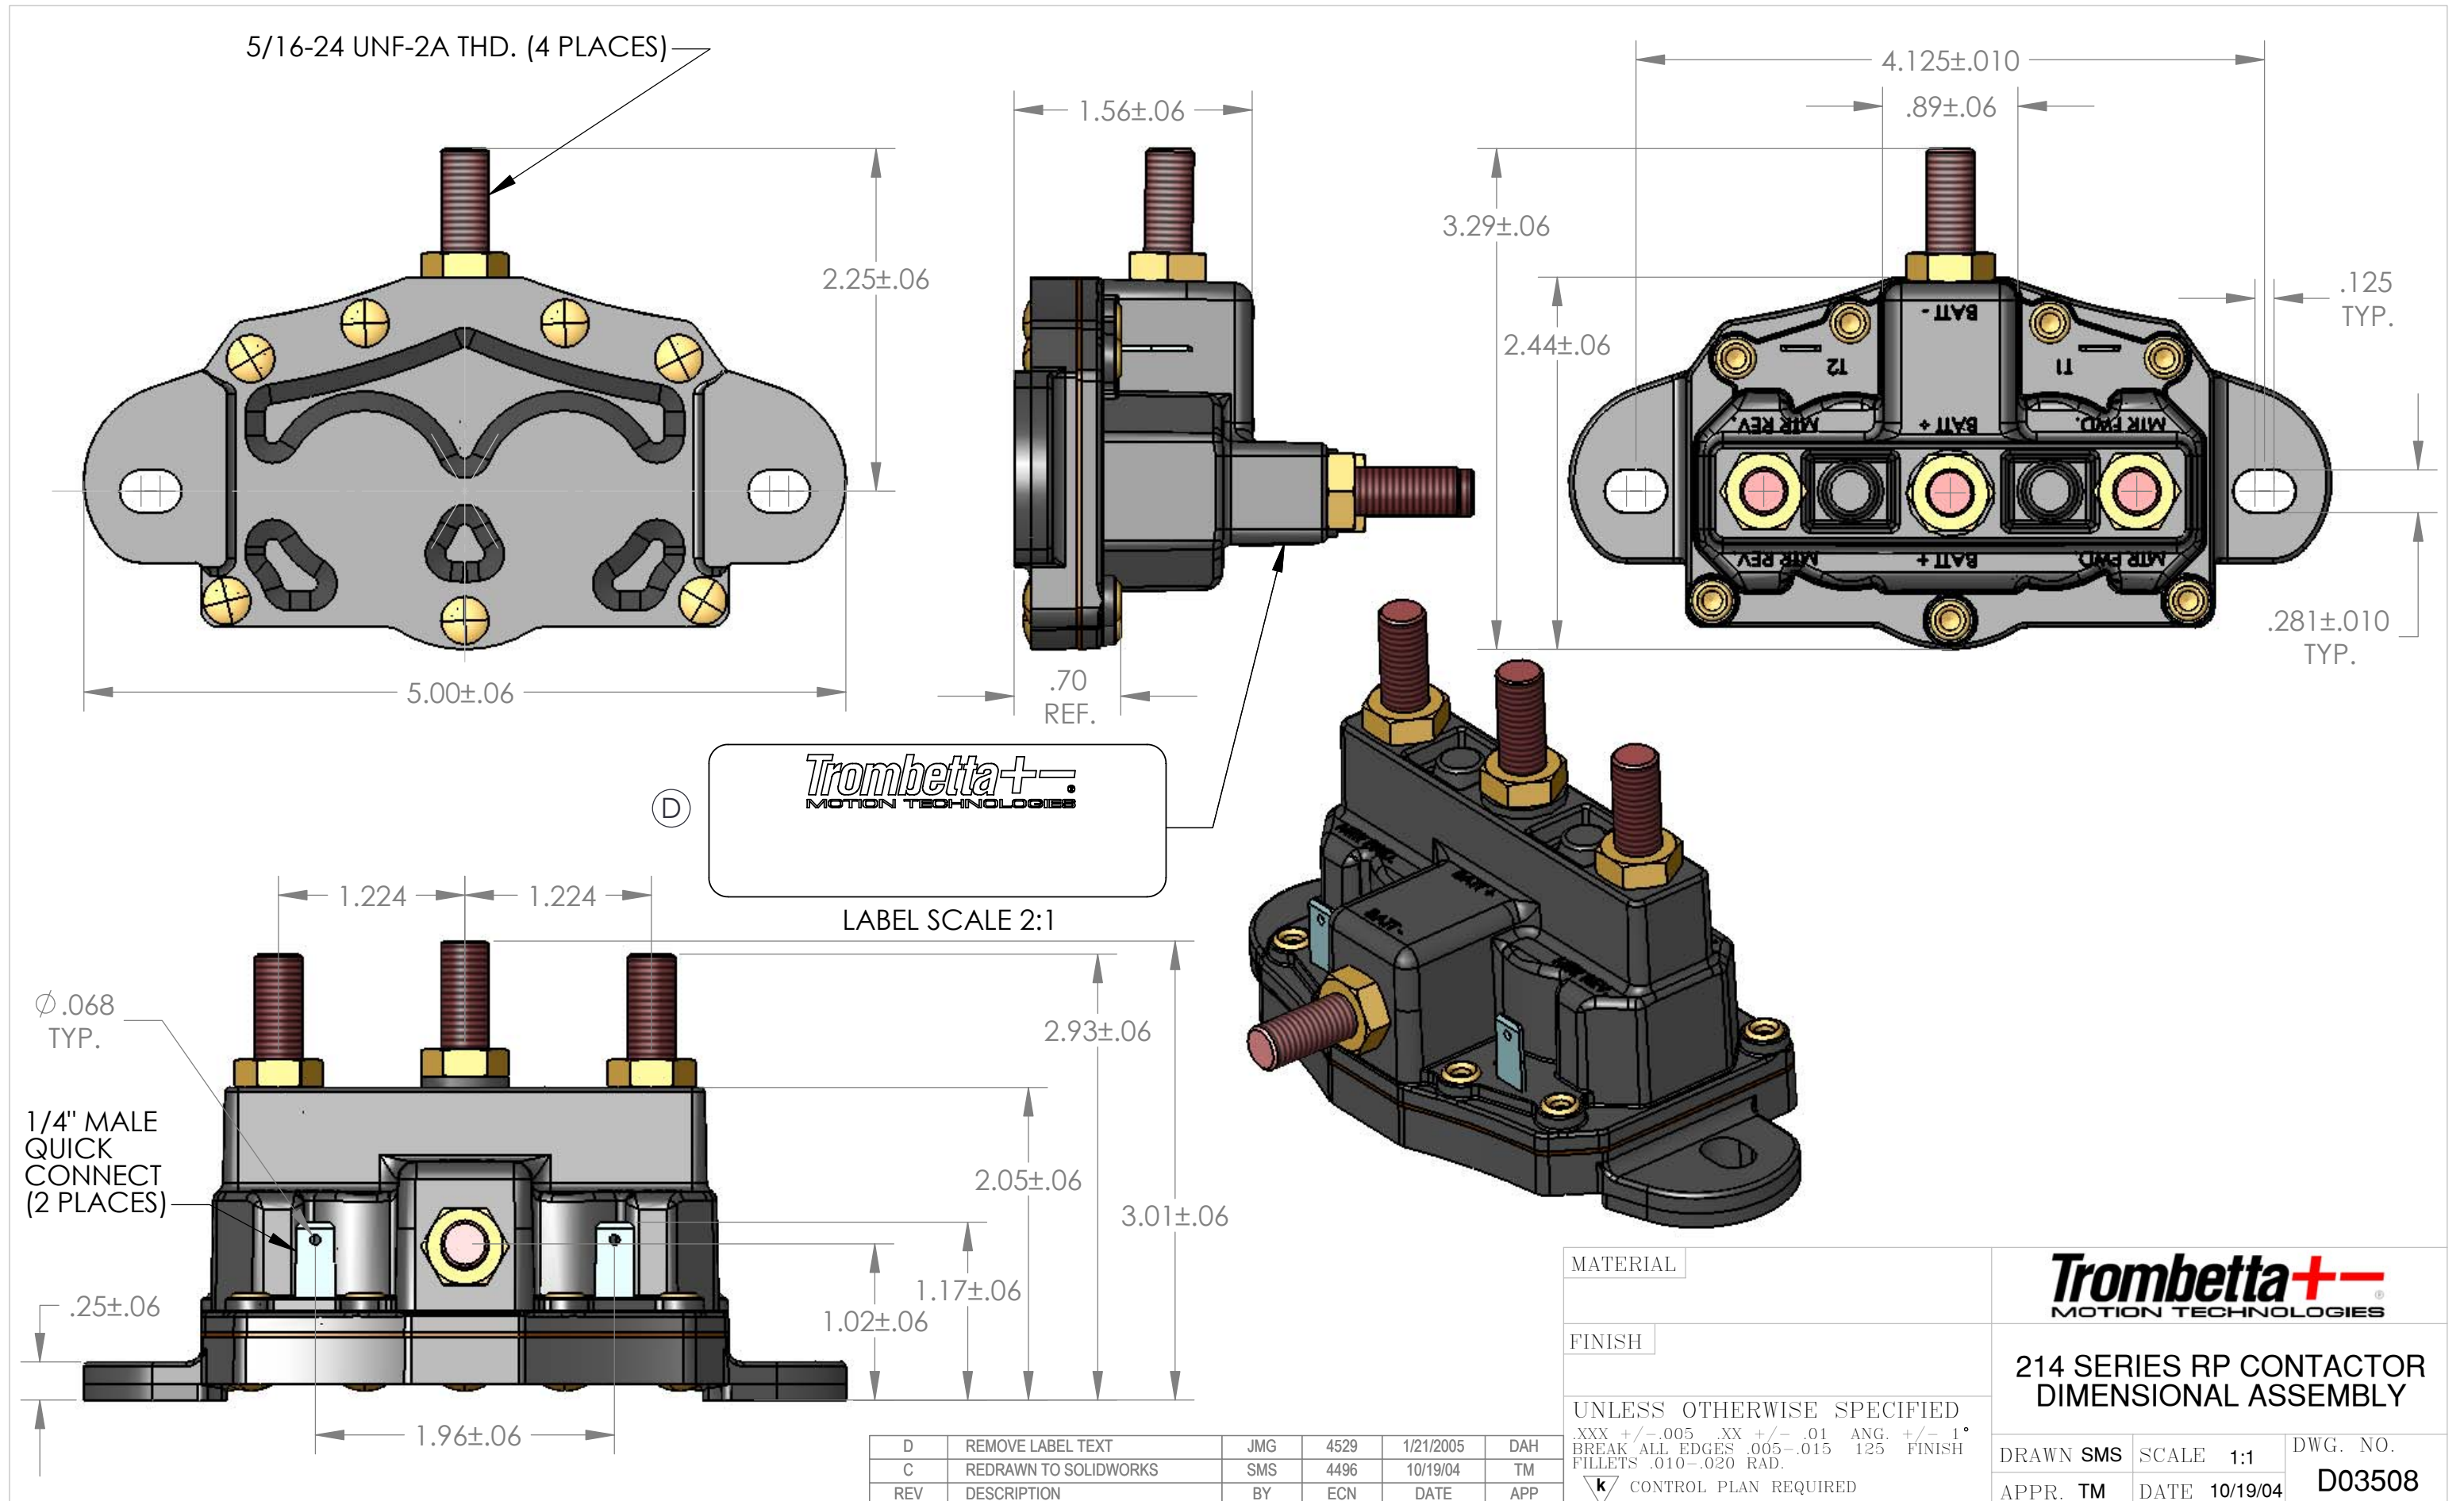 5/16-24 UNF-2A THD. (4 PLACES)
2.25±.06
5.00±.06
1.56±.06
.70
REF.
4.125±.010
.89±.06
3.29±.06
2.44±.06
.125
TYP.
.281±.010
TYP.
BATT -
T2
T1
MTR REV.
BATT +
MTR FWD.
MTR REV.
BATT +
MTR FWD.
D
Trombetta+−®
MOTION TECHNOLOGIES
LABEL SCALE 2:1
BATT +
BATT -
1.224
1.224
Ø.068
TYP.
1/4" MALE
QUICK
CONNECT
(2 PLACES)
.25±.06
1.96±.06
2.93±.06
2.05±.06
3.01±.06
1.17±.06
1.02±.06
D REMOVE LABEL TEXT JMG 4529 1/21/2005 DAH
C REDRAWN TO SOLIDWORKS SMS 4496 10/19/04 TM
REV DESCRIPTION BY ECN DATE APP
MATERIAL
FINISH
UNLESS OTHERWISE SPECIFIED
.XXX +/-.005 .XX +/- .01 ANG. +/- 1°
BREAK ALL EDGES .005-.015 125 FINISH
FILLETS .010-.020 RAD.
k CONTROL PLAN REQUIRED
Trombetta+−®
MOTION TECHNOLOGIES
214 SERIES RP CONTACTOR
DIMENSIONAL ASSEMBLY
DRAWN SMS SCALE 1:1 DWG. NO.
APPR. TM DATE 10/19/04 D03508